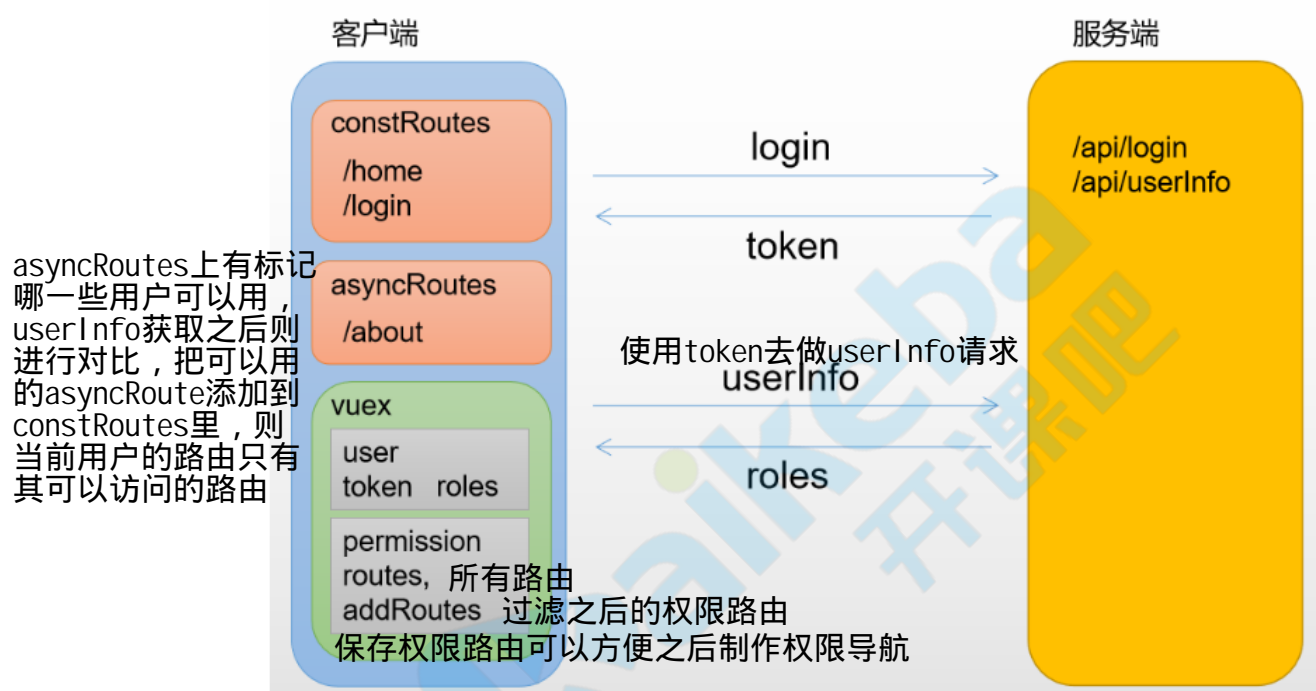 客户端
服务端
constRoutes
/home
/login
login
token
/api/login
/api/userInfo
asyncRoutes上有标记
哪一些用户可以用，
userInfo获取之后则
进行对比，把可以用
的asyncRoute添加到
constRoutes里，则
当前用户的路由只有
其可以访问的路由
asyncRoutes
/about
使用token去做userInfo请求
userInfo
roles
vuex
user
token roles
permission
routes, 所有路由
addRoutes 过滤之后的权限路由
保存权限路由可以方便之后制作权限导航
kaikeba
开课吧